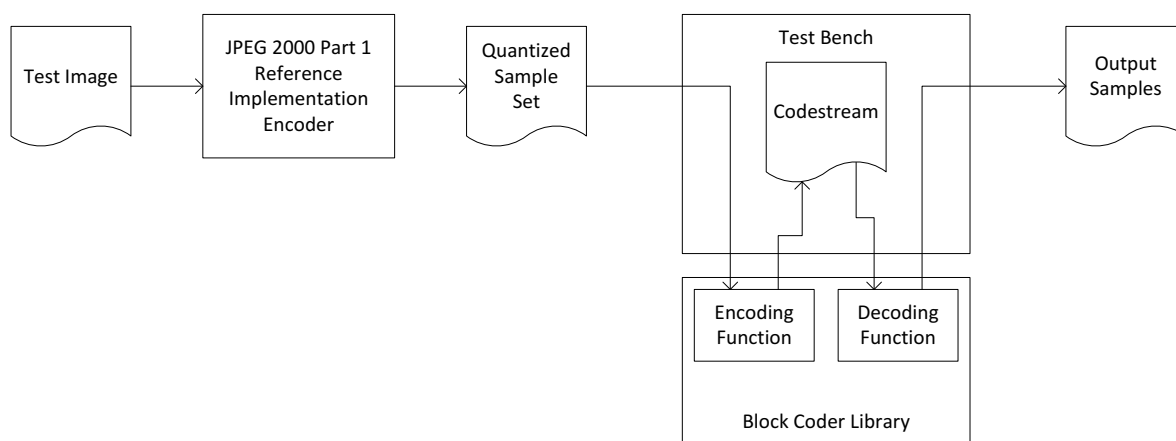 Test Image
JPEG 2000 Part 1
Reference
Implementation
Encoder
Quantized
Sample
Set
Test Bench
Codestream
Output
Samples
Encoding
Function
Decoding
Function
Block Coder Library